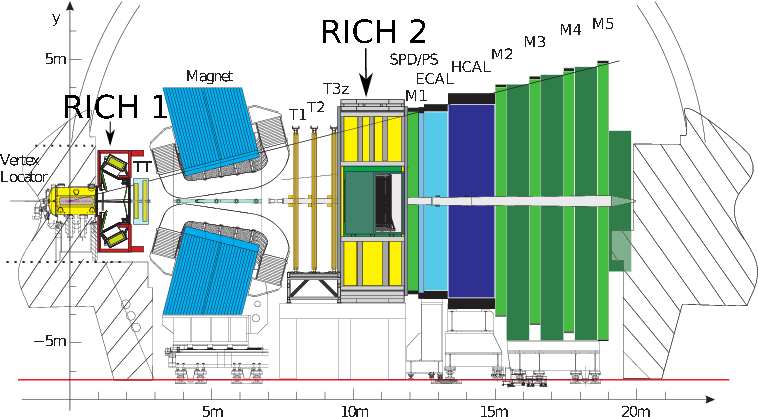 y
5m
RICH 2
M5
M4
M3
M2
SPD/PS
HCAL
ECAL
Magnet
T3z
M1
RICH 1
T1
T2
TT
Vertex
Locator
−5m
5m
10m
15m
20m